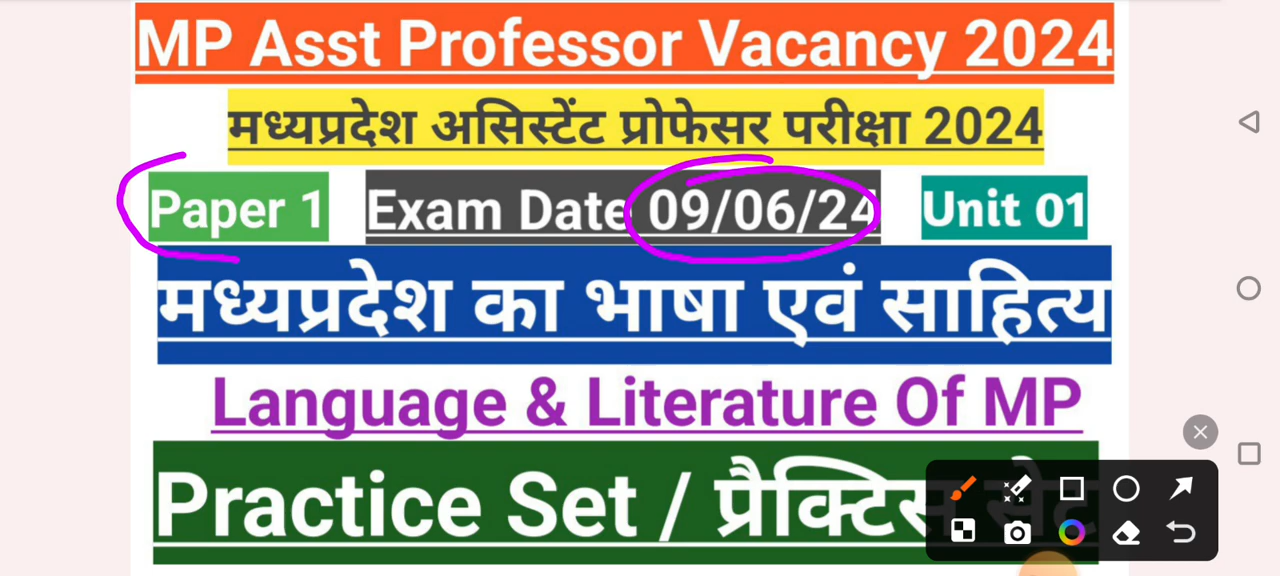 MP Asst Professor Vacancy 2024
मध्यप्रदेश असिस्टेंट प्रोफेसर परीक्षा 2024
Paper 1 Exam Date 09/06/24 Unit 01
मध्यप्रदेश का भाषा एवं साहित्य
Language & Literature Of MP
Practice Set / प्रैक्टिस सेट